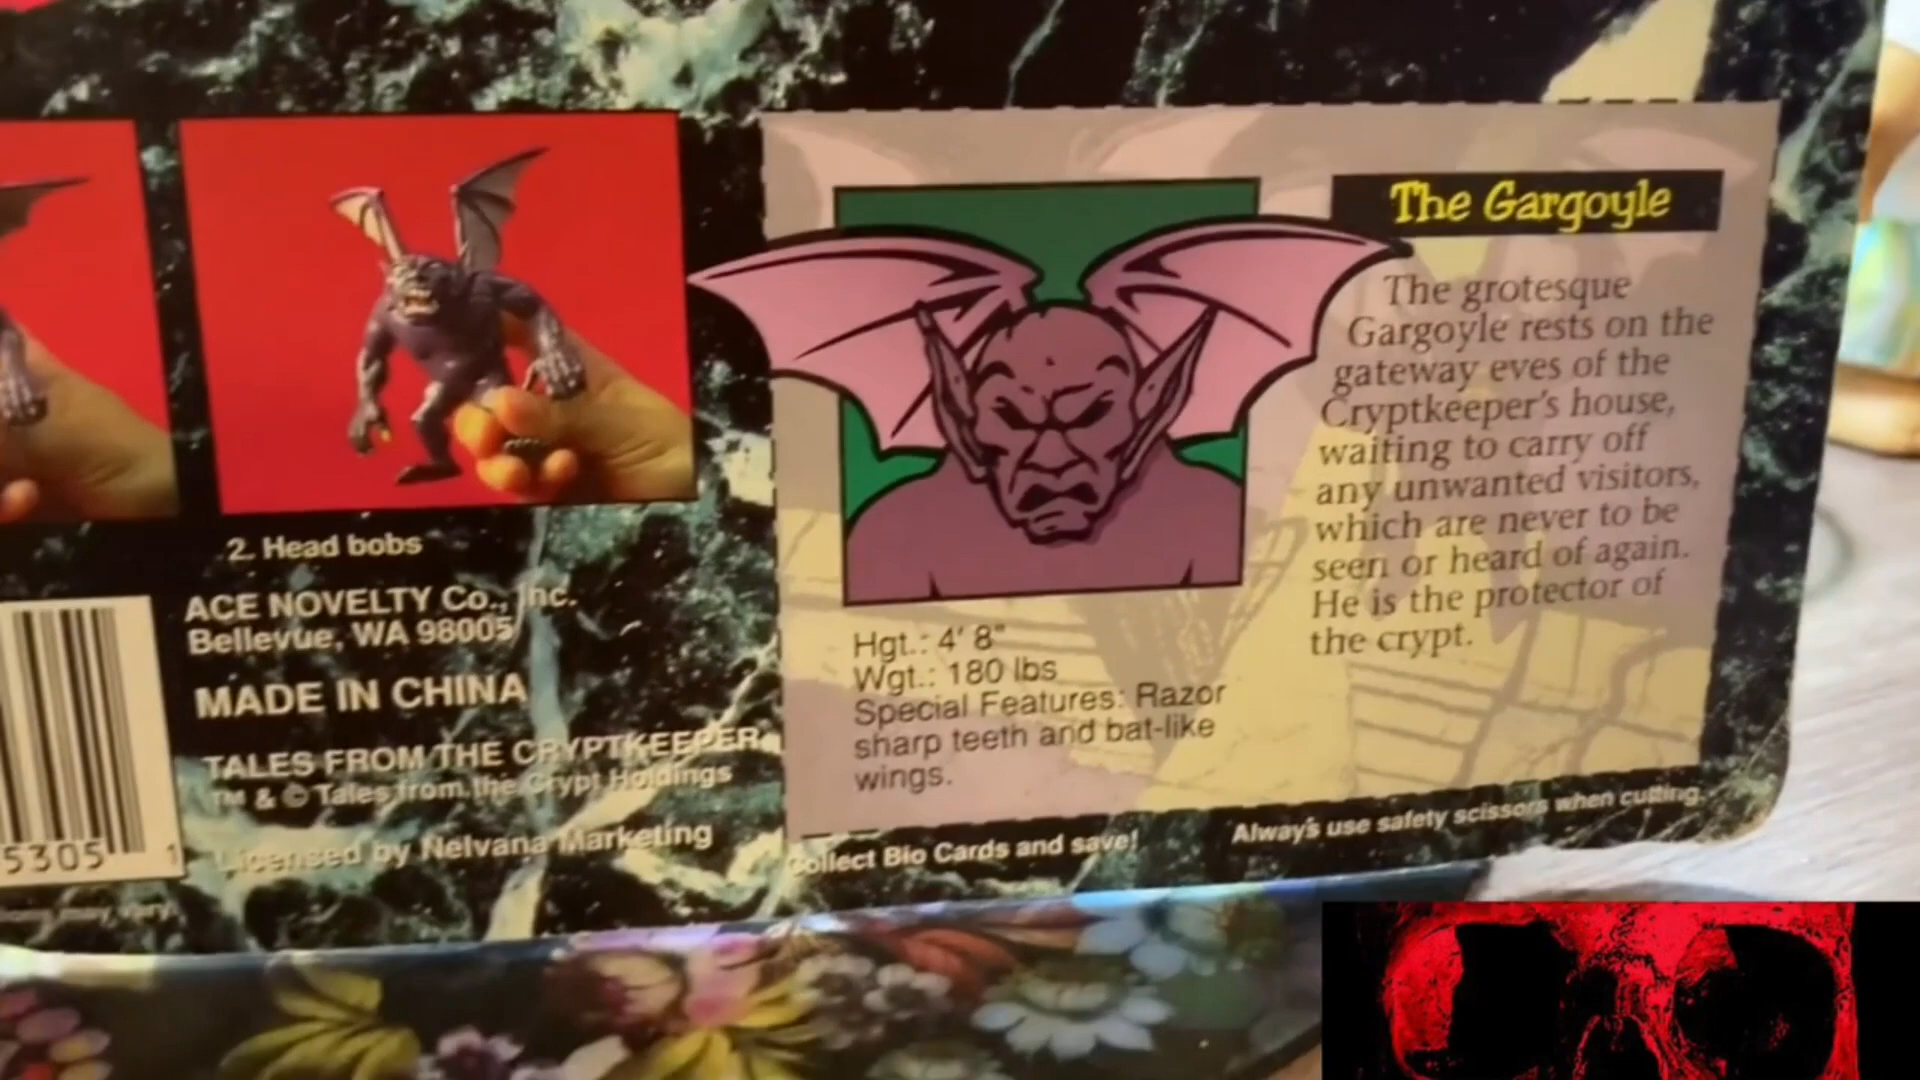 2. Head bobs
ACE NOVELTY Co., Inc.
Bellevue, WA 98005
MADE IN CHINA
TALES FROM THE CRYPTKEEPER
TM & © Tales from the Crypt Holdings
Licensed by Nelvana Marketing
5305 1
The Gargoyle
The grotesque
Gargoyle rests on the
gateway eves of the
Cryptkeeper's house,
waiting to carry off
any unwanted visitors,
which are never to be
seen or heard of again.
He is the protector of
the crypt.
Hgt.: 4' 8"
Wgt.: 180 lbs
Special Features: Razor
sharp teeth and bat-like
wings.
Collect Bio Cards and save!
Always use safety scissors when cutting.